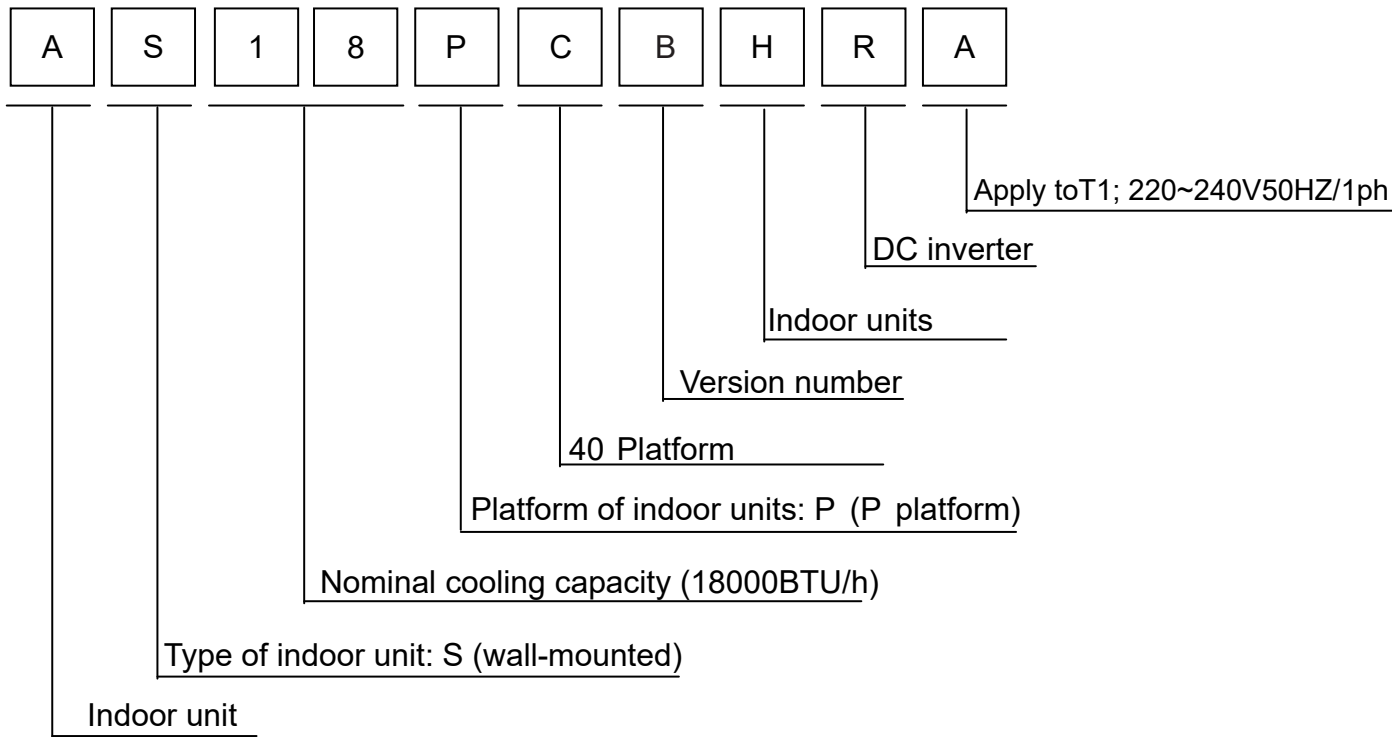 A S 1 8 P C B H R A
Apply toT1; 220~240V50HZ/1ph
DC inverter
Indoor units
Version number
40 Platform
Platform of indoor units: P (P platform)
Nominal cooling capacity (18000BTU/h)
Type of indoor unit: S (wall-mounted)
Indoor unit